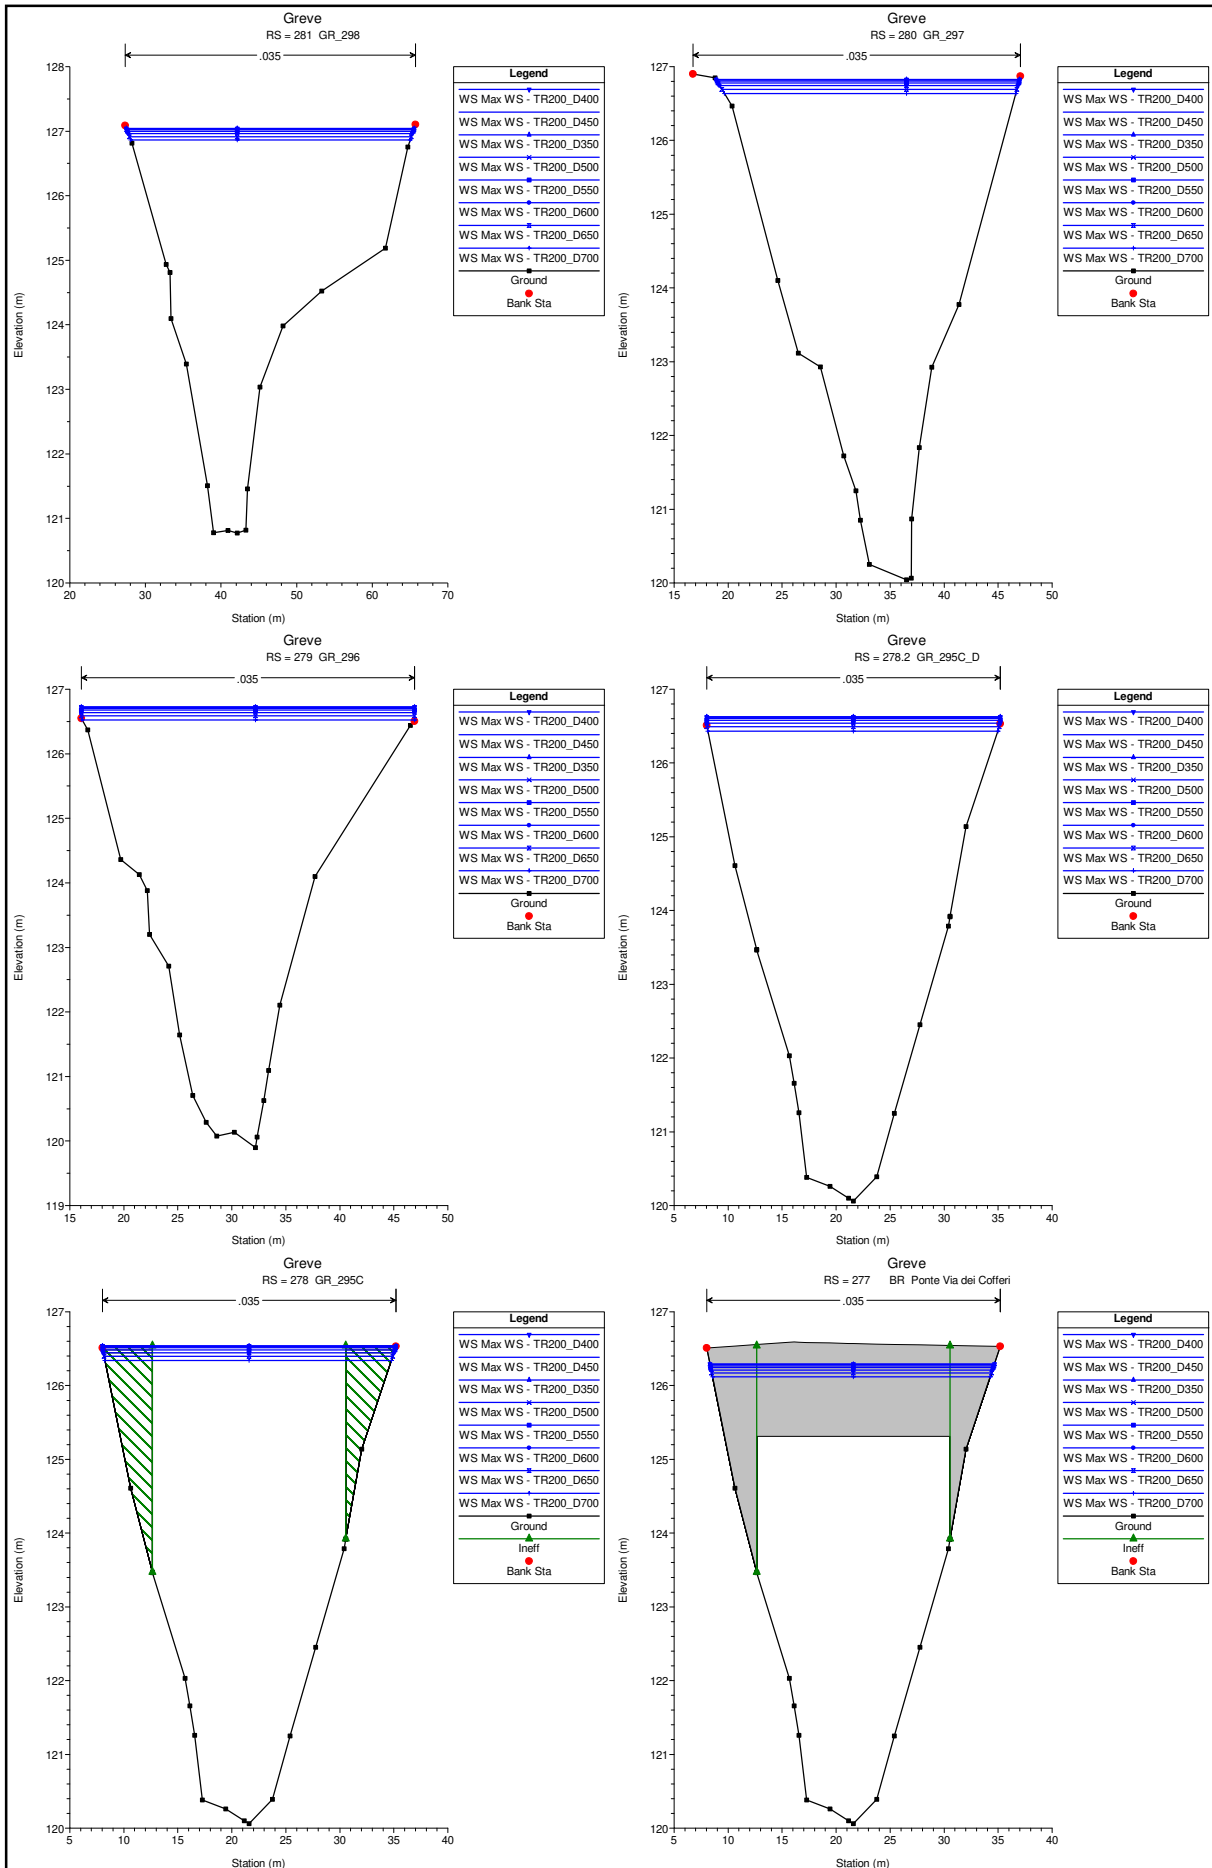 Greve
RS = 281 GR_298
.035
128
127
126
125
124
123
122
121
120
20 30 40 50 60 70
Elevation (m)
Station (m)
Legend
WS Max WS - TR200_D400
WS Max WS - TR200_D450
WS Max WS - TR200_D350
WS Max WS - TR200_D500
WS Max WS - TR200_D550
WS Max WS - TR200_D600
WS Max WS - TR200_D650
WS Max WS - TR200_D700
Ground
Bank Sta
Greve
RS = 280 GR_297
.035
127
126
125
124
123
122
121
120
15 20 25 30 35 40 45 50
Elevation (m)
Station (m)
Legend
WS Max WS - TR200_D400
WS Max WS - TR200_D450
WS Max WS - TR200_D350
WS Max WS - TR200_D500
WS Max WS - TR200_D550
WS Max WS - TR200_D600
WS Max WS - TR200_D650
WS Max WS - TR200_D700
Ground
Bank Sta
Greve
RS = 279 GR_296
.035
127
126
125
124
123
122
121
120
119
15 20 25 30 35 40 45 50
Elevation (m)
Station (m)
Legend
WS Max WS - TR200_D400
WS Max WS - TR200_D450
WS Max WS - TR200_D350
WS Max WS - TR200_D500
WS Max WS - TR200_D550
WS Max WS - TR200_D600
WS Max WS - TR200_D650
WS Max WS - TR200_D700
Ground
Bank Sta
Greve
RS = 278.2 GR_295C_D
.035
127
126
125
124
123
122
121
120
5 10 15 20 25 30 35 40
Elevation (m)
Station (m)
Legend
WS Max WS - TR200_D400
WS Max WS - TR200_D450
WS Max WS - TR200_D350
WS Max WS - TR200_D500
WS Max WS - TR200_D550
WS Max WS - TR200_D600
WS Max WS - TR200_D650
WS Max WS - TR200_D700
Ground
Bank Sta
Greve
RS = 278 GR_295C
.035
127
126
125
124
123
122
121
120
5 10 15 20 25 30 35 40
Elevation (m)
Station (m)
Legend
WS Max WS - TR200_D400
WS Max WS - TR200_D450
WS Max WS - TR200_D350
WS Max WS - TR200_D500
WS Max WS - TR200_D550
WS Max WS - TR200_D600
WS Max WS - TR200_D650
WS Max WS - TR200_D700
Ground
Ineff
Bank Sta
Greve
RS = 277 BR Ponte Via dei Cofferi
.035
127
126
125
124
123
122
121
120
5 10 15 20 25 30 35 40
Elevation (m)
Station (m)
Legend
WS Max WS - TR200_D400
WS Max WS - TR200_D450
WS Max WS - TR200_D350
WS Max WS - TR200_D500
WS Max WS - TR200_D550
WS Max WS - TR200_D600
WS Max WS - TR200_D650
WS Max WS - TR200_D700
Ground
Ineff
Bank Sta